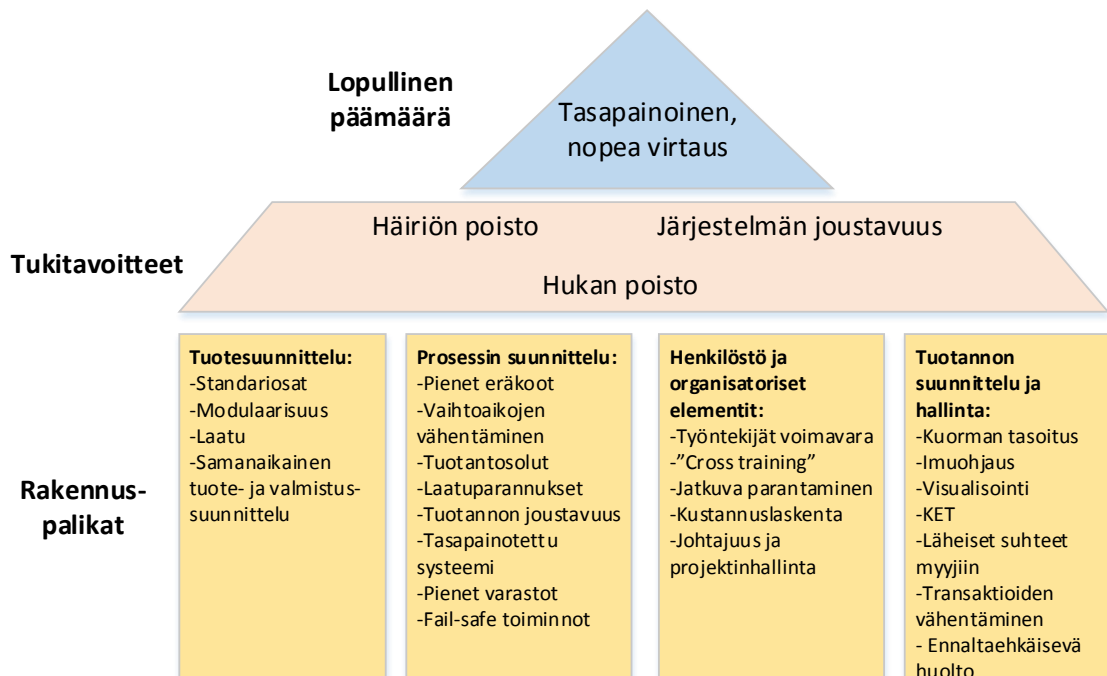 Lopullinen
päämäärä
Tasapainoinen,
nopea virtaus
Tukitavoitteet
Häiriön poisto
Järjestelmän joustavuus
Hukan poisto
Rakennus-
palikat
Tuotesuunnittelu:
-Standariosat
-Modulaarisuus
-Laatu
-Samanaikainen
tuote- ja valmistus-
suunnittelu
Prosessin suunnittelu:
-Pienet eräkoot
-Vaihtoaikojen
vähentäminen
-Tuotantosolut
-Laatuparannukset
-Tuotannon joustavuus
-Tasapainotettu
systeemi
-Pienet varastot
-Fail-safe toiminnot
Henkilöstö ja
organisatoriset
elementit:
-Työntekijät voimavara
-”Cross training”
-Jatkuva parantaminen
-Kustannuslaskenta
-Johtajuus ja
projektinhallinta
Tuotannon
suunnittelu ja
hallinta:
-Kuorman tasoitus
-Imuohjaus
-Visualisointi
-KET
-Läheiset suhteet
myyjiin
-Transaktioiden
vähentäminen
- Ennaltaehkäisevä
huolto